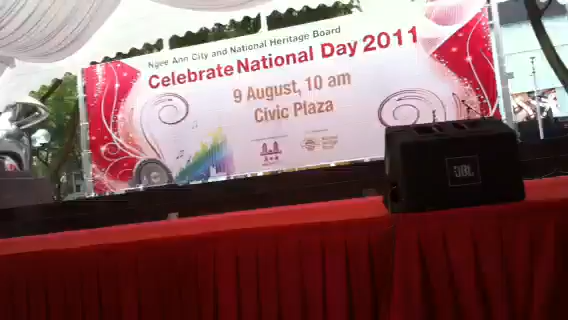 Ngee Ann City and National Heritage Board
Celebrate National Day 2011
9 August, 10 am
Civic Plaza
JBL